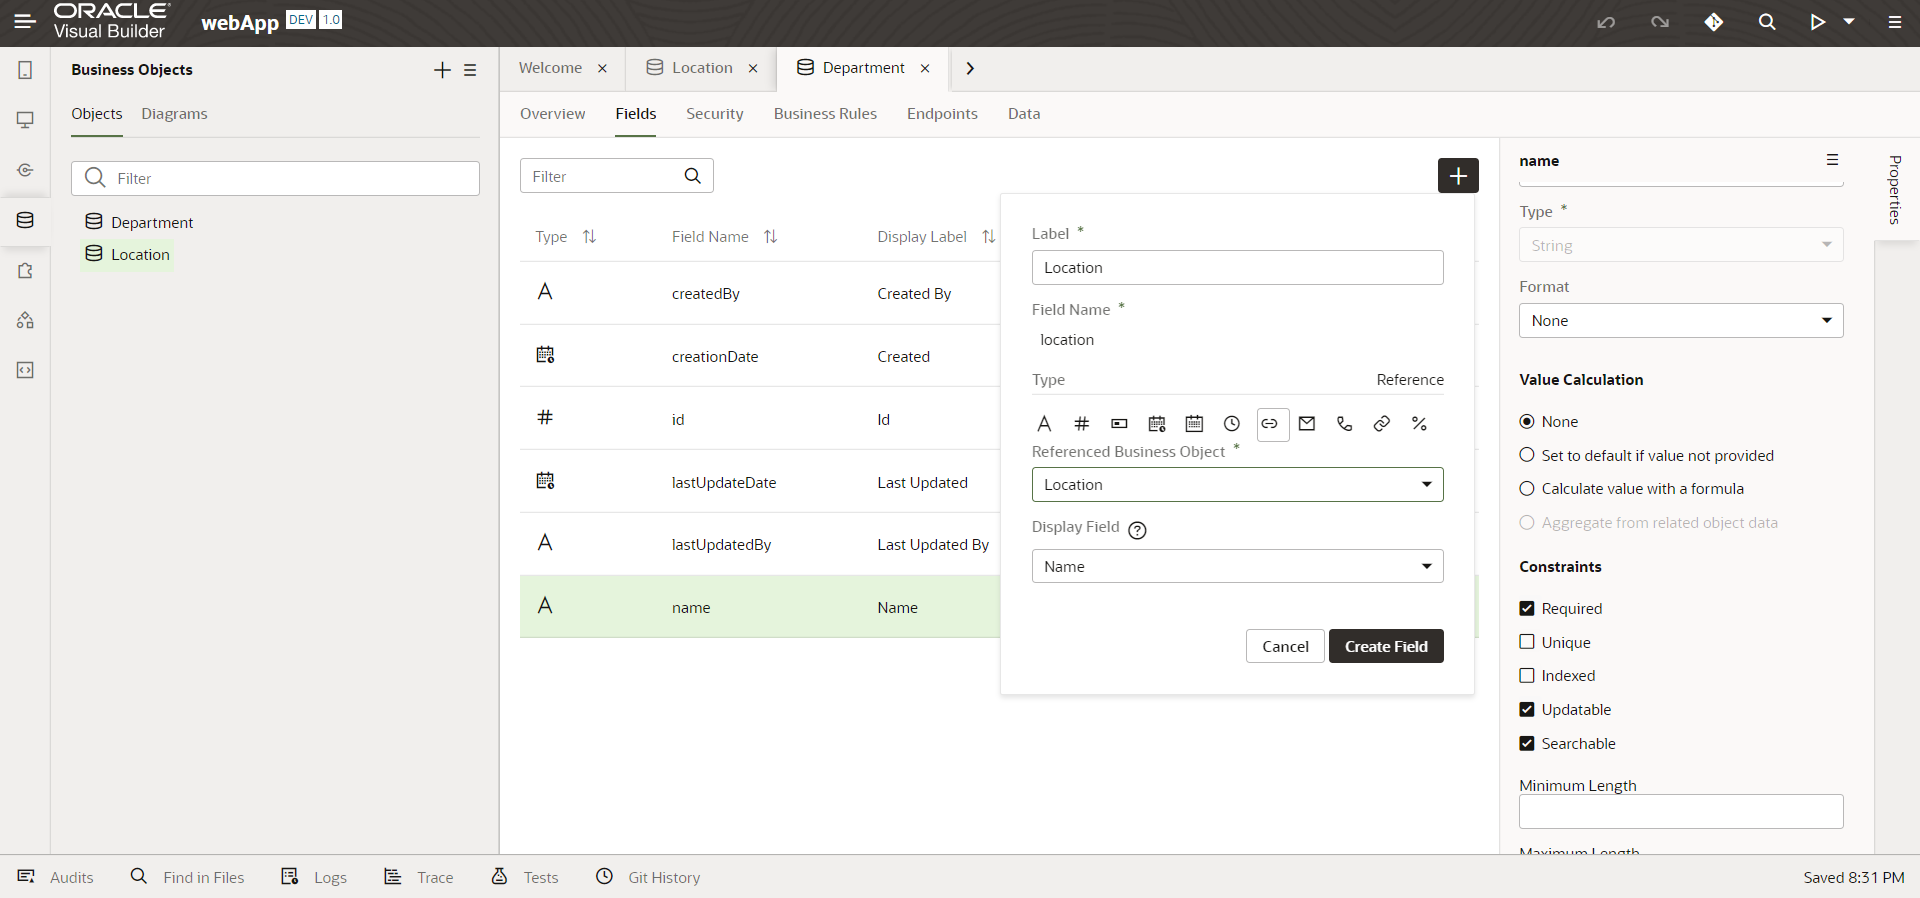 ORACLE
Visual Builder
webApp DEV 1.0
Business Objects
Objects Diagrams
Filter
Department
Location
Welcome Location Department
Overview Fields Security Business Rules Endpoints Data
Filter
Type Field Name Display Label
A createdBy Created By
creationDate Created
# id Id
lastUpdateDate Last Updated
A lastUpdatedBy Last Updated By
A name Name
Label *
Location
Field Name *
location
Type Reference
A # %
Referenced Business Object *
Location
Display Field ?
Name
Cancel Create Field
name
Type *
String
Format
None
Value Calculation
None
Set to default if value not provided
Calculate value with a formula
Aggregate from related object data
Constraints
Required
Unique
Indexed
Updatable
Searchable
Minimum Length
Maximum Length
Properties
Audits Find in Files Logs Trace Tests Git History Saved 8:31 PM